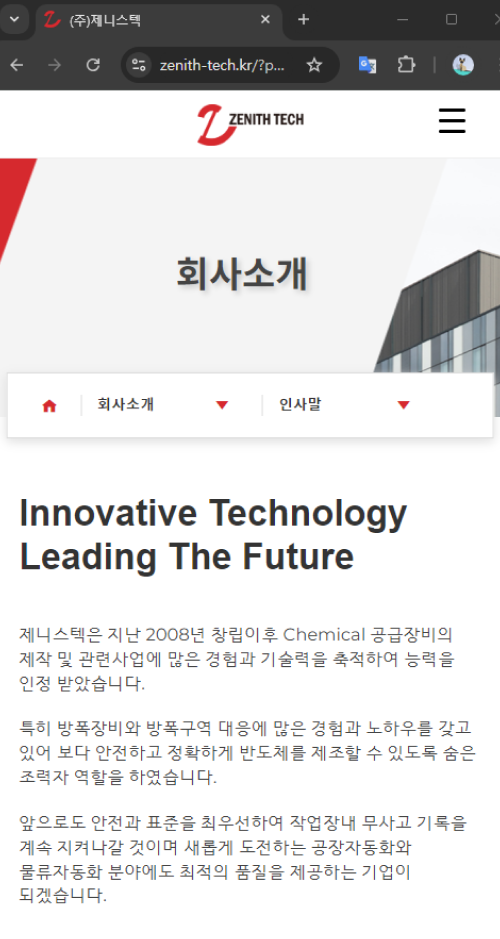 (주)제니스텍
zenith-tech.kr/?p...
ZENITH TECH
회사소개
회사소개
인사말
Innovative Technology
Leading The Future
제니스텍은 지난 2008년 창립이후 Chemical 공급장비의
제작 및 관련사업에 많은 경험과 기술력을 축적하여 능력을
인정 받았습니다.
특히 방폭장비와 방폭구역 대응에 많은 경험과 노하우를 갖고
있어 보다 안전하고 정확하게 반도체를 제조할 수 있도록 숨은
조력자 역할을 하였습니다.
앞으로도 안전과 표준을 최우선하여 작업장내 무사고 기록을
계속 지켜나갈 것이며 새롭게 도전하는 공장자동화와
물류자동화 분야에도 최적의 품질을 제공하는 기업이
되겠습니다.